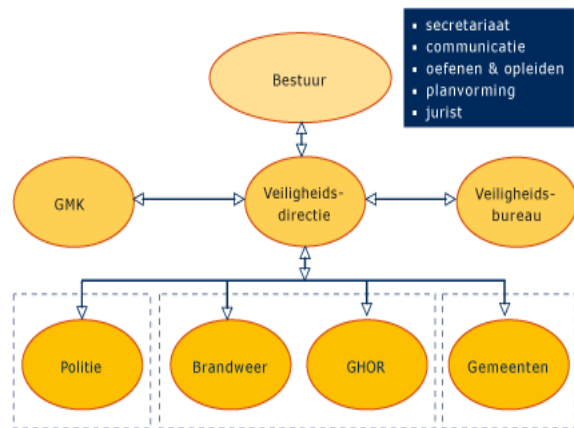 ▪ secretariaat
▪ communicatie
▪ oefenen & opleiden
▪ planvorming
▪ jurist
Bestuur
GMK
Veiligheids-
directie
Veiligheids-
bureau
Politie
Brandweer
GHOR
Gemeenten